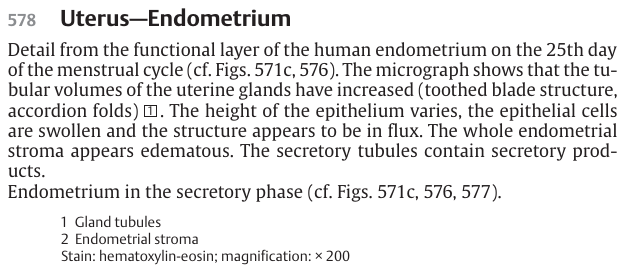 578 Uterus—Endometrium
Detail from the functional layer of the human endometrium on the 25th day
of the menstrual cycle (cf. Figs. 571c, 576). The micrograph shows that the tu-
bular volumes of the uterine glands have increased (toothed blade structure,
accordion folds) 1. The height of the epithelium varies, the epithelial cells
are swollen and the structure appears to be in flux. The whole endometrial
stroma appears edematous. The secretory tubules contain secretory prod-
ucts.
Endometrium in the secretory phase (cf. Figs. 571c, 576, 577).
1 Gland tubules
2 Endometrial stroma
Stain: hematoxylin-eosin; magnification: × 200